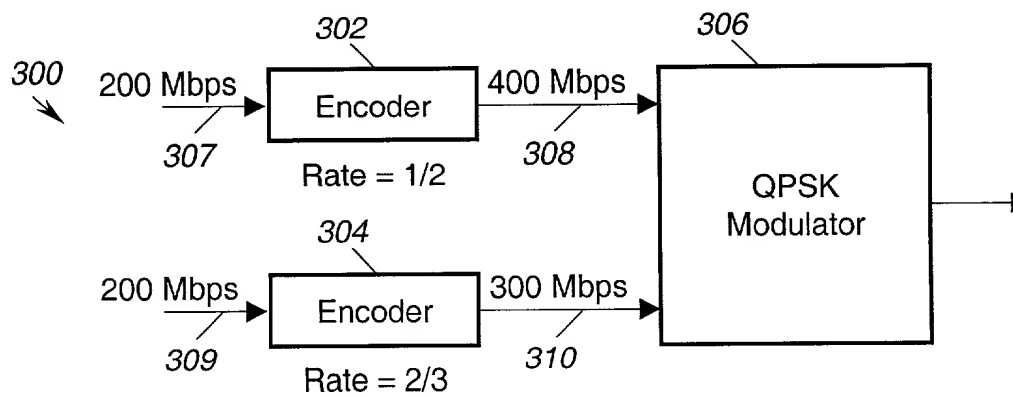 302
306
300
200 Mbps
Encoder
400 Mbps
307
308
Rate = 1/2
QPSK
Modulator
304
200 Mbps
Encoder
300 Mbps
309
310
Rate = 2/3